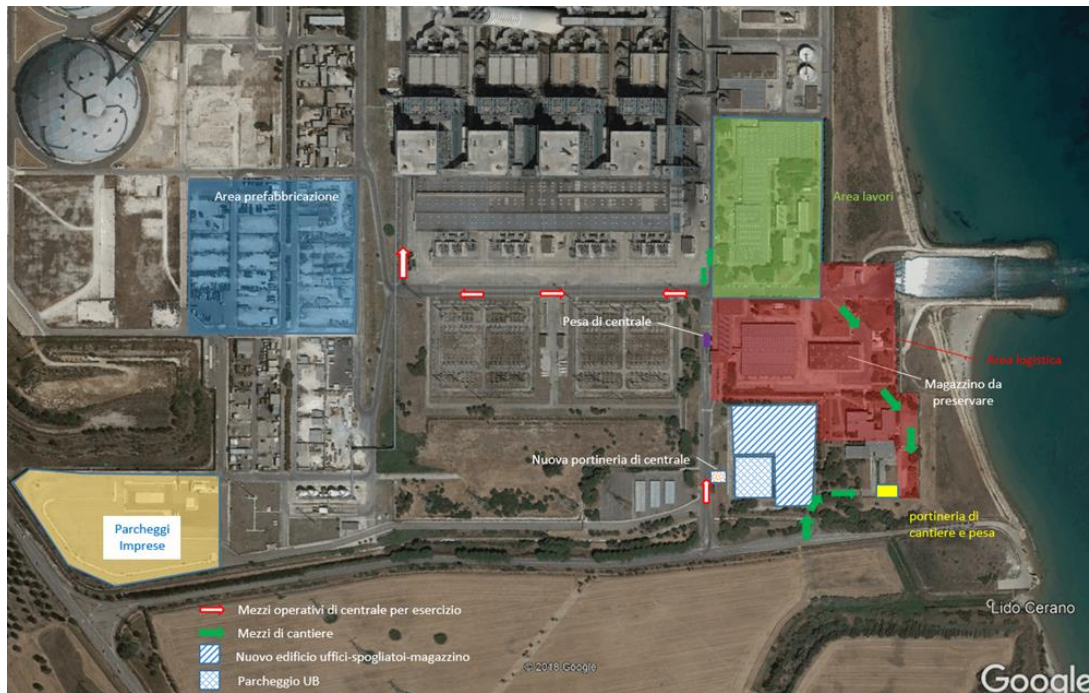 Area prefabbricazione
Area lavori
Pesa di centrale
Area logistica
Magazzino da
preservare
Nuova portineria di centrale
Parcheggi
Imprese
portineria di
cantiere e pesa
Mezzi operativi di centrale per esercizio
Mezzi di cantiere
Nuovo edificio uffici-spogliatoi-magazzino
Parcheggio UB
Lido Cerano
© 2018 Google
Google